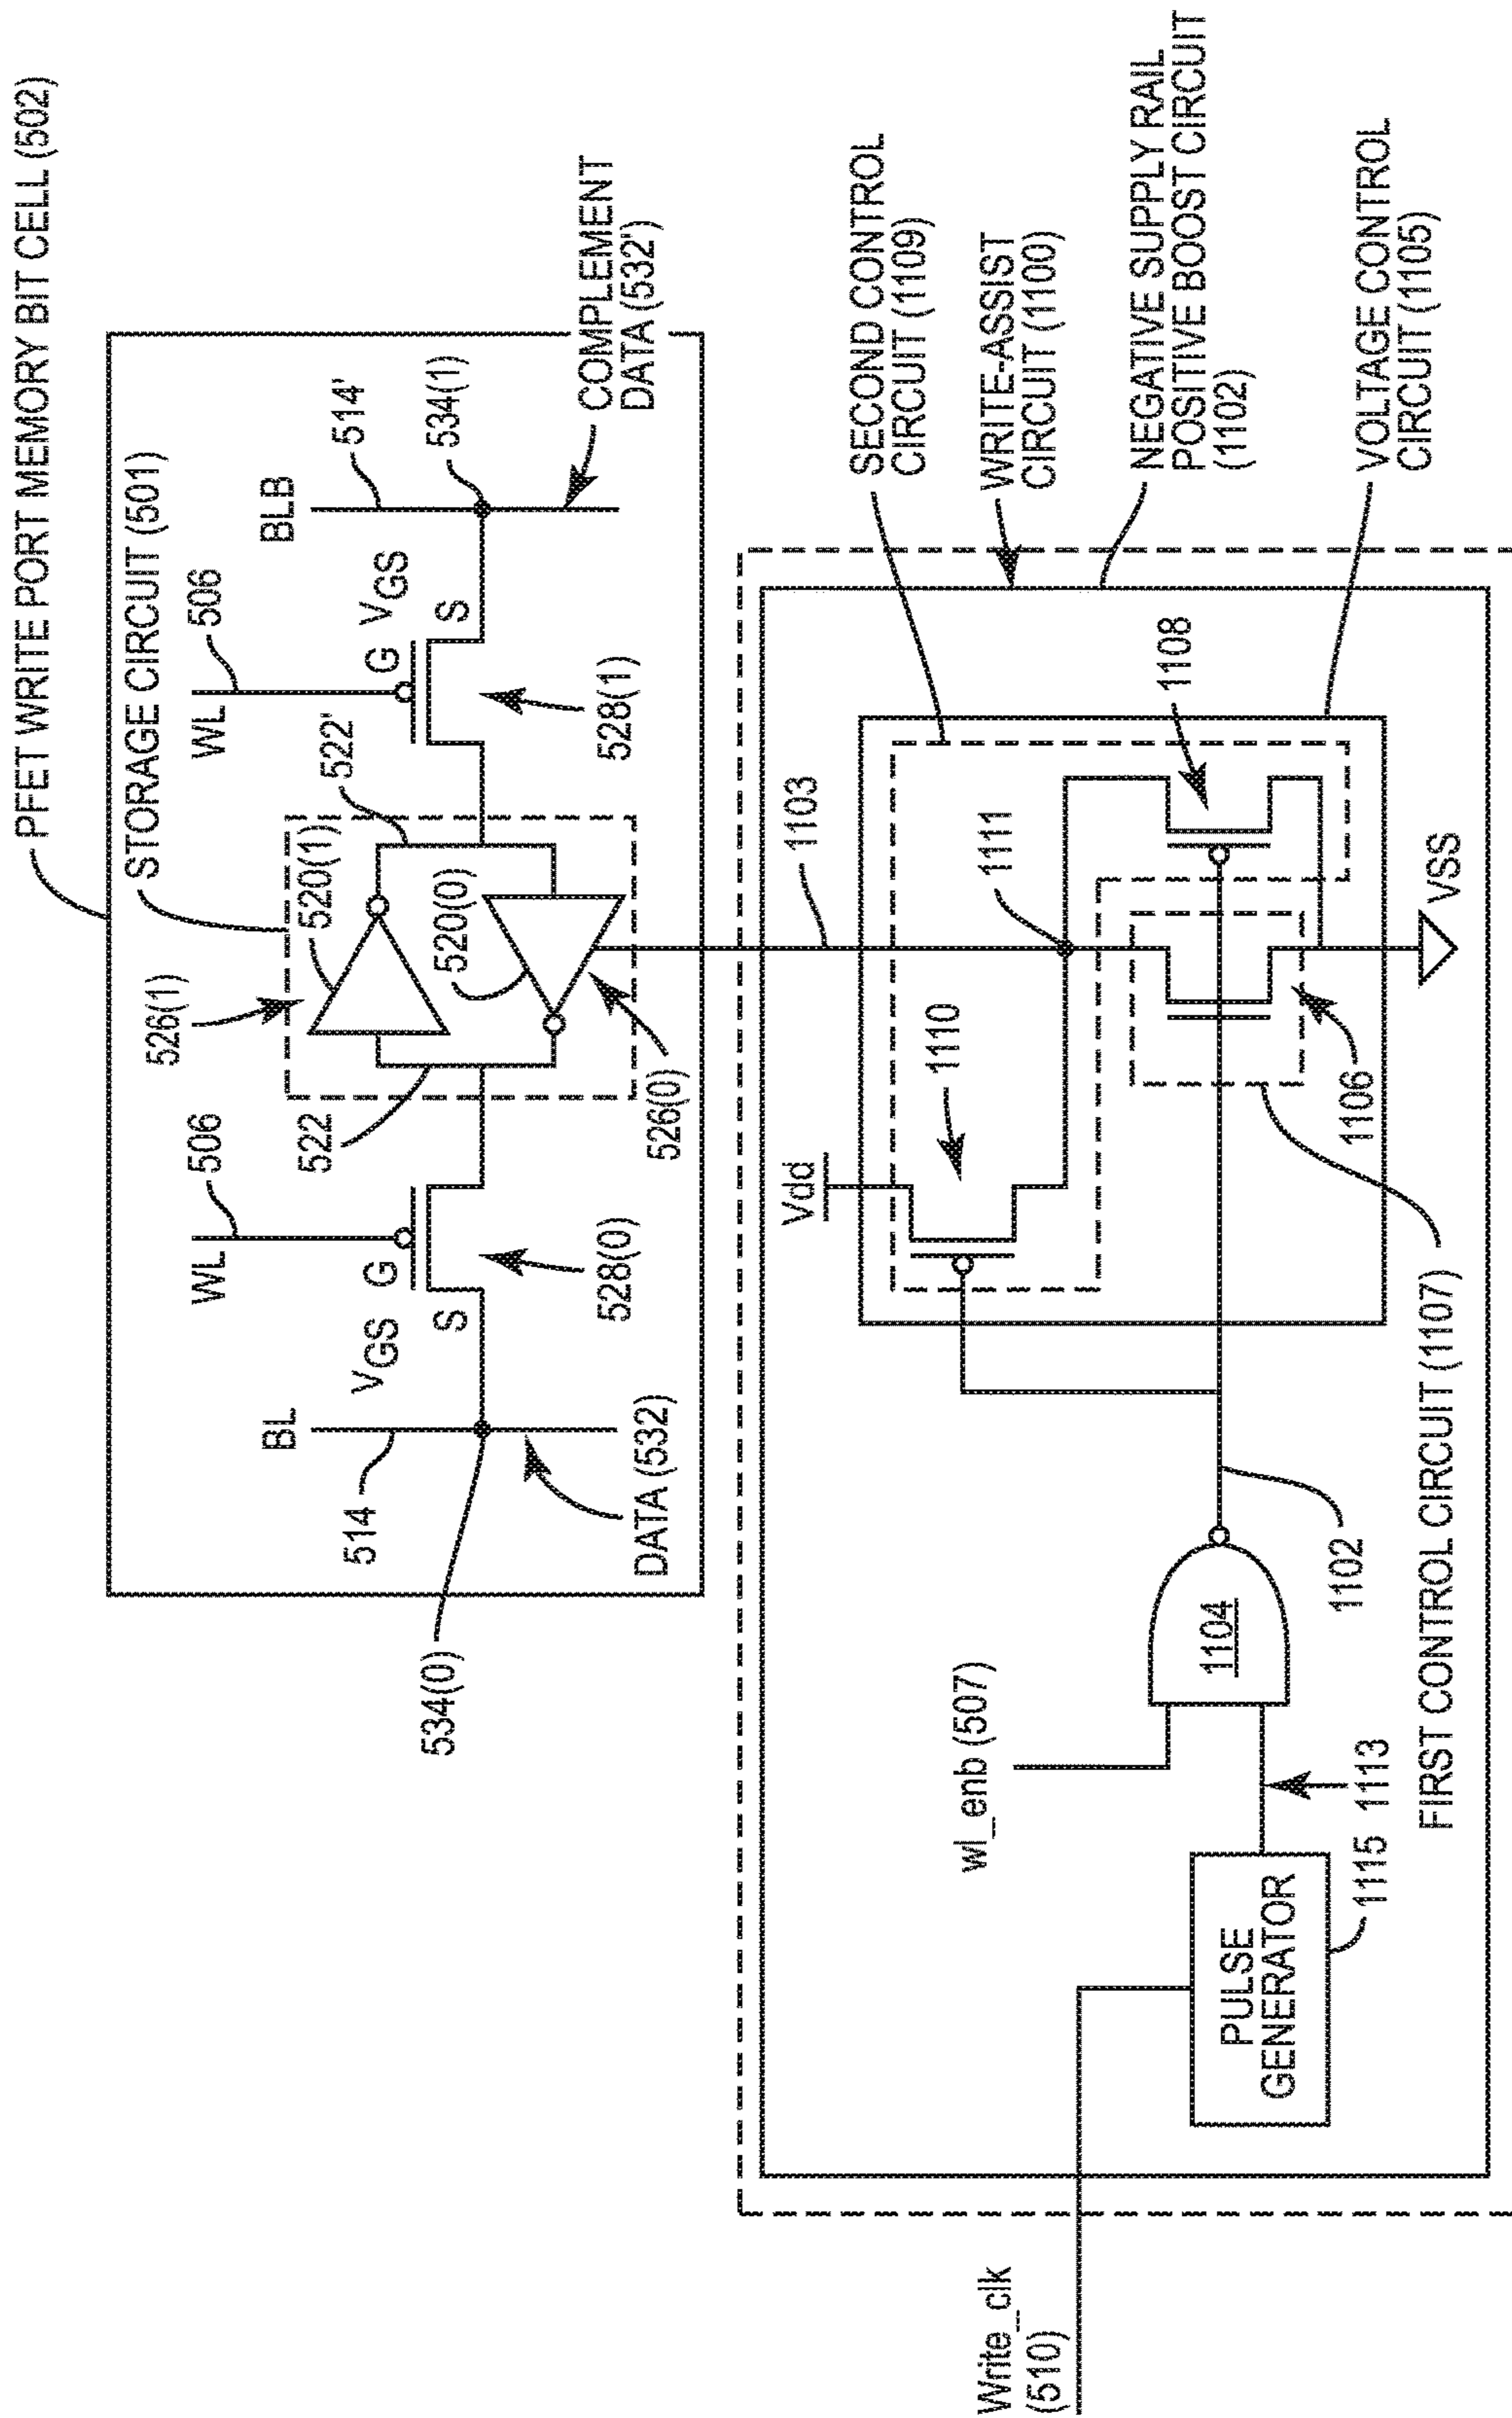 PFET WRITE PORT MEMORY BIT CELL (502)
STORAGE CIRCUIT (501)
526(1)
520(1)
522'
WL
506
WL
506
BLB
514'
534(1)
COMPLEMENT
DATA (532')
BL
514
VGS
G
S
528(0)
522
520(0)
526(0)
G
VGS
S
528(1)
534(0)
DATA (532)
SECOND CONTROL
CIRCUIT (1109)
WRITE-ASSIST
CIRCUIT (1100)
NEGATIVE SUPPLY RAIL
POSITIVE BOOST CIRCUIT
(1102)
VOLTAGE CONTROL
CIRCUIT (1105)
Vdd
1110
1103
1111
1108
1106
VSS
Write_clk
(510)
wl_enb (507)
PULSE
GENERATOR
1115
1113
1104
1102
FIRST CONTROL CIRCUIT (1107)